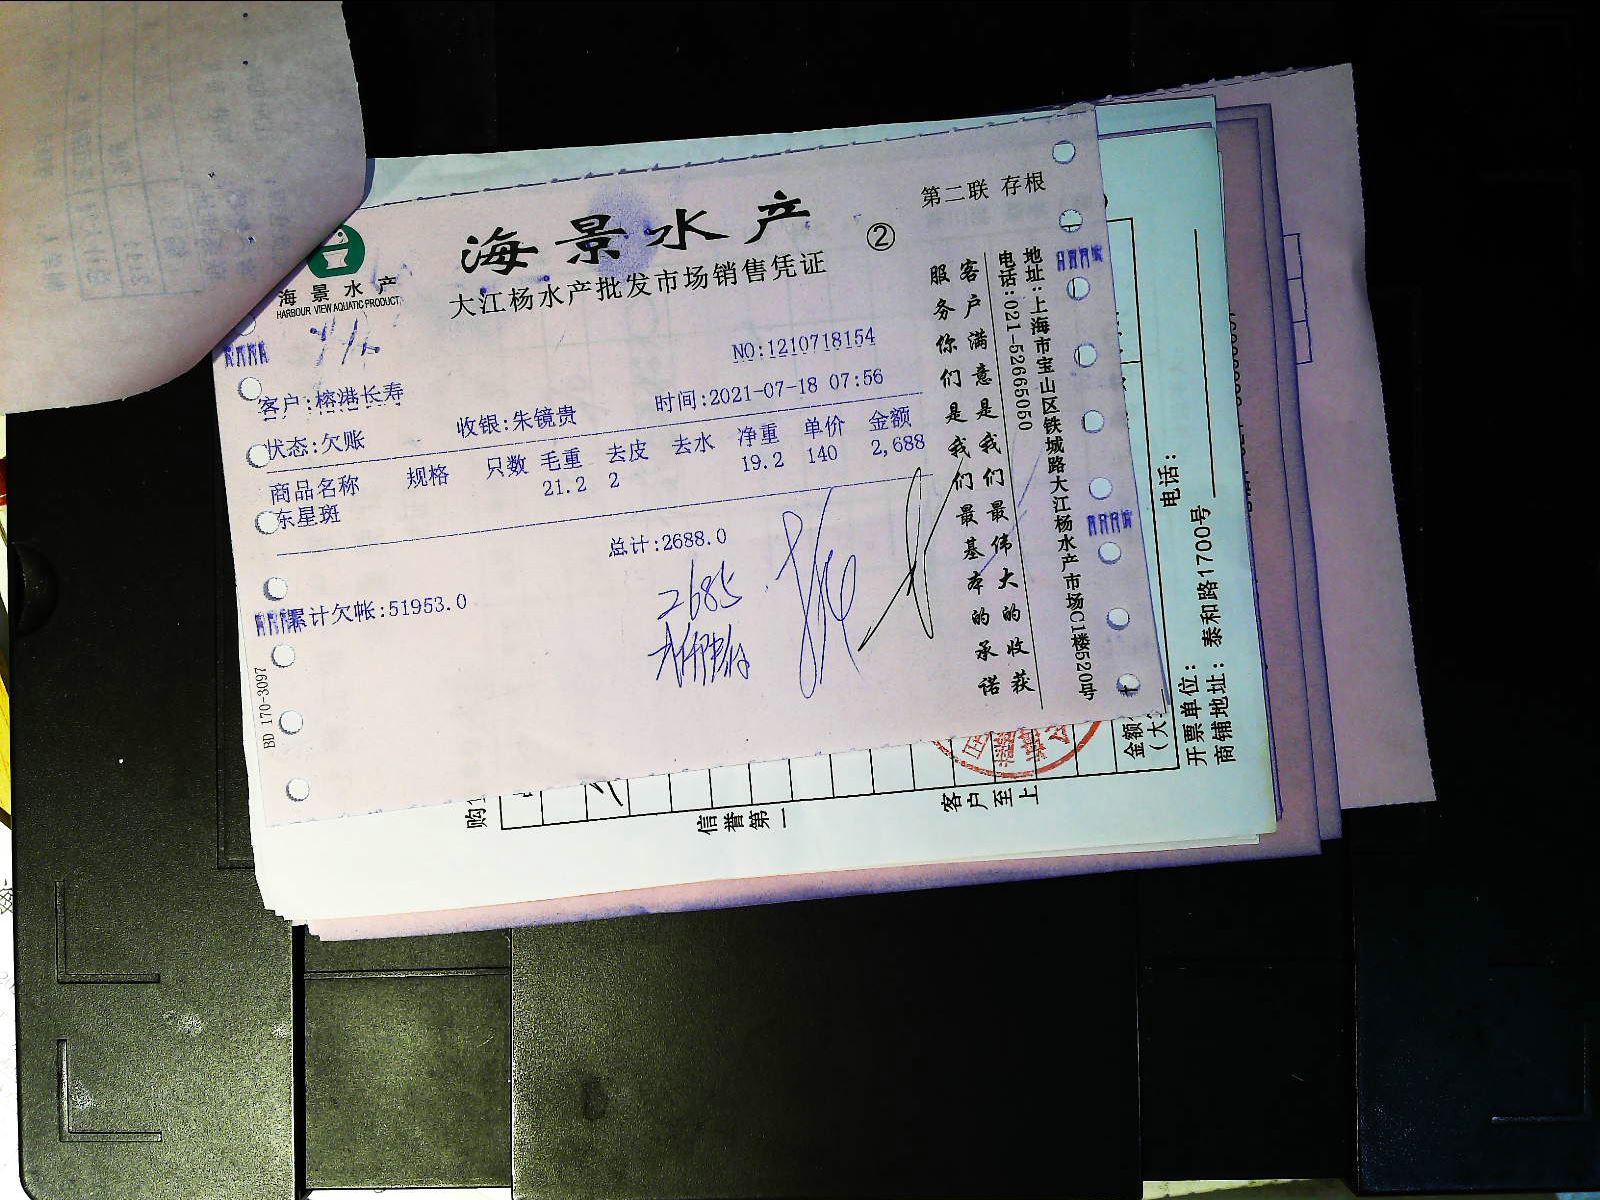 海景水产
HARBOUR VIEW AQUATIC PRODUCT
海景水产
②
第二联 存根
大江杨水产批发市场销售凭证
NO:1210718154
客户:榕港长寿
收银:朱镜贵
时间:2021-07-18 07:56
状态:欠账
商品名称 规格 只数 毛重 去皮 去水 净重 单价 金额
东星斑 21.2 2 19.2 140 2,688
总计:2688.0
累计欠帐:51953.0
2685
BD 170-3097
服务你们是我们最基本的承诺
客户满意是我们最伟大的收获
电话:021-52665050
地址:上海市宝山区铁城路大江杨水产市场C1楼520号
信誉第一
客户至上
金额
(大
开票单位:
电话:
商铺地址: 泰和路1700号
购